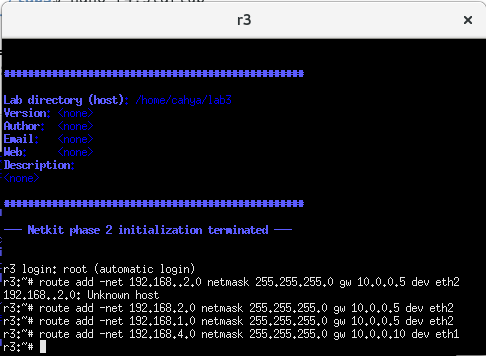 r3
########################################################
Lab directory (host): /home/cahya/lab3
Version: <none>
Author: <none>
Email: <none>
Web: <none>
Description:
<none>
########################################################
--- Netkit phase 2 initialization terminated ---
r3 login: root (automatic login)
r3:~# route add -net 192.168..2.0 netmask 255.255.255.0 gw 10.0.0.5 dev eth2
192.168..2.0: Unknown host
r3:~# route add -net 192.168.2.0 netmask 255.255.255.0 gw 10.0.0.5 dev eth2
r3:~# route add -net 192.168.1.0 netmask 255.255.255.0 gw 10.0.0.5 dev eth2
r3:~# route add -net 192.168.4.0 netmask 255.255.255.0 gw 10.0.0.10 dev eth1
r3:~#